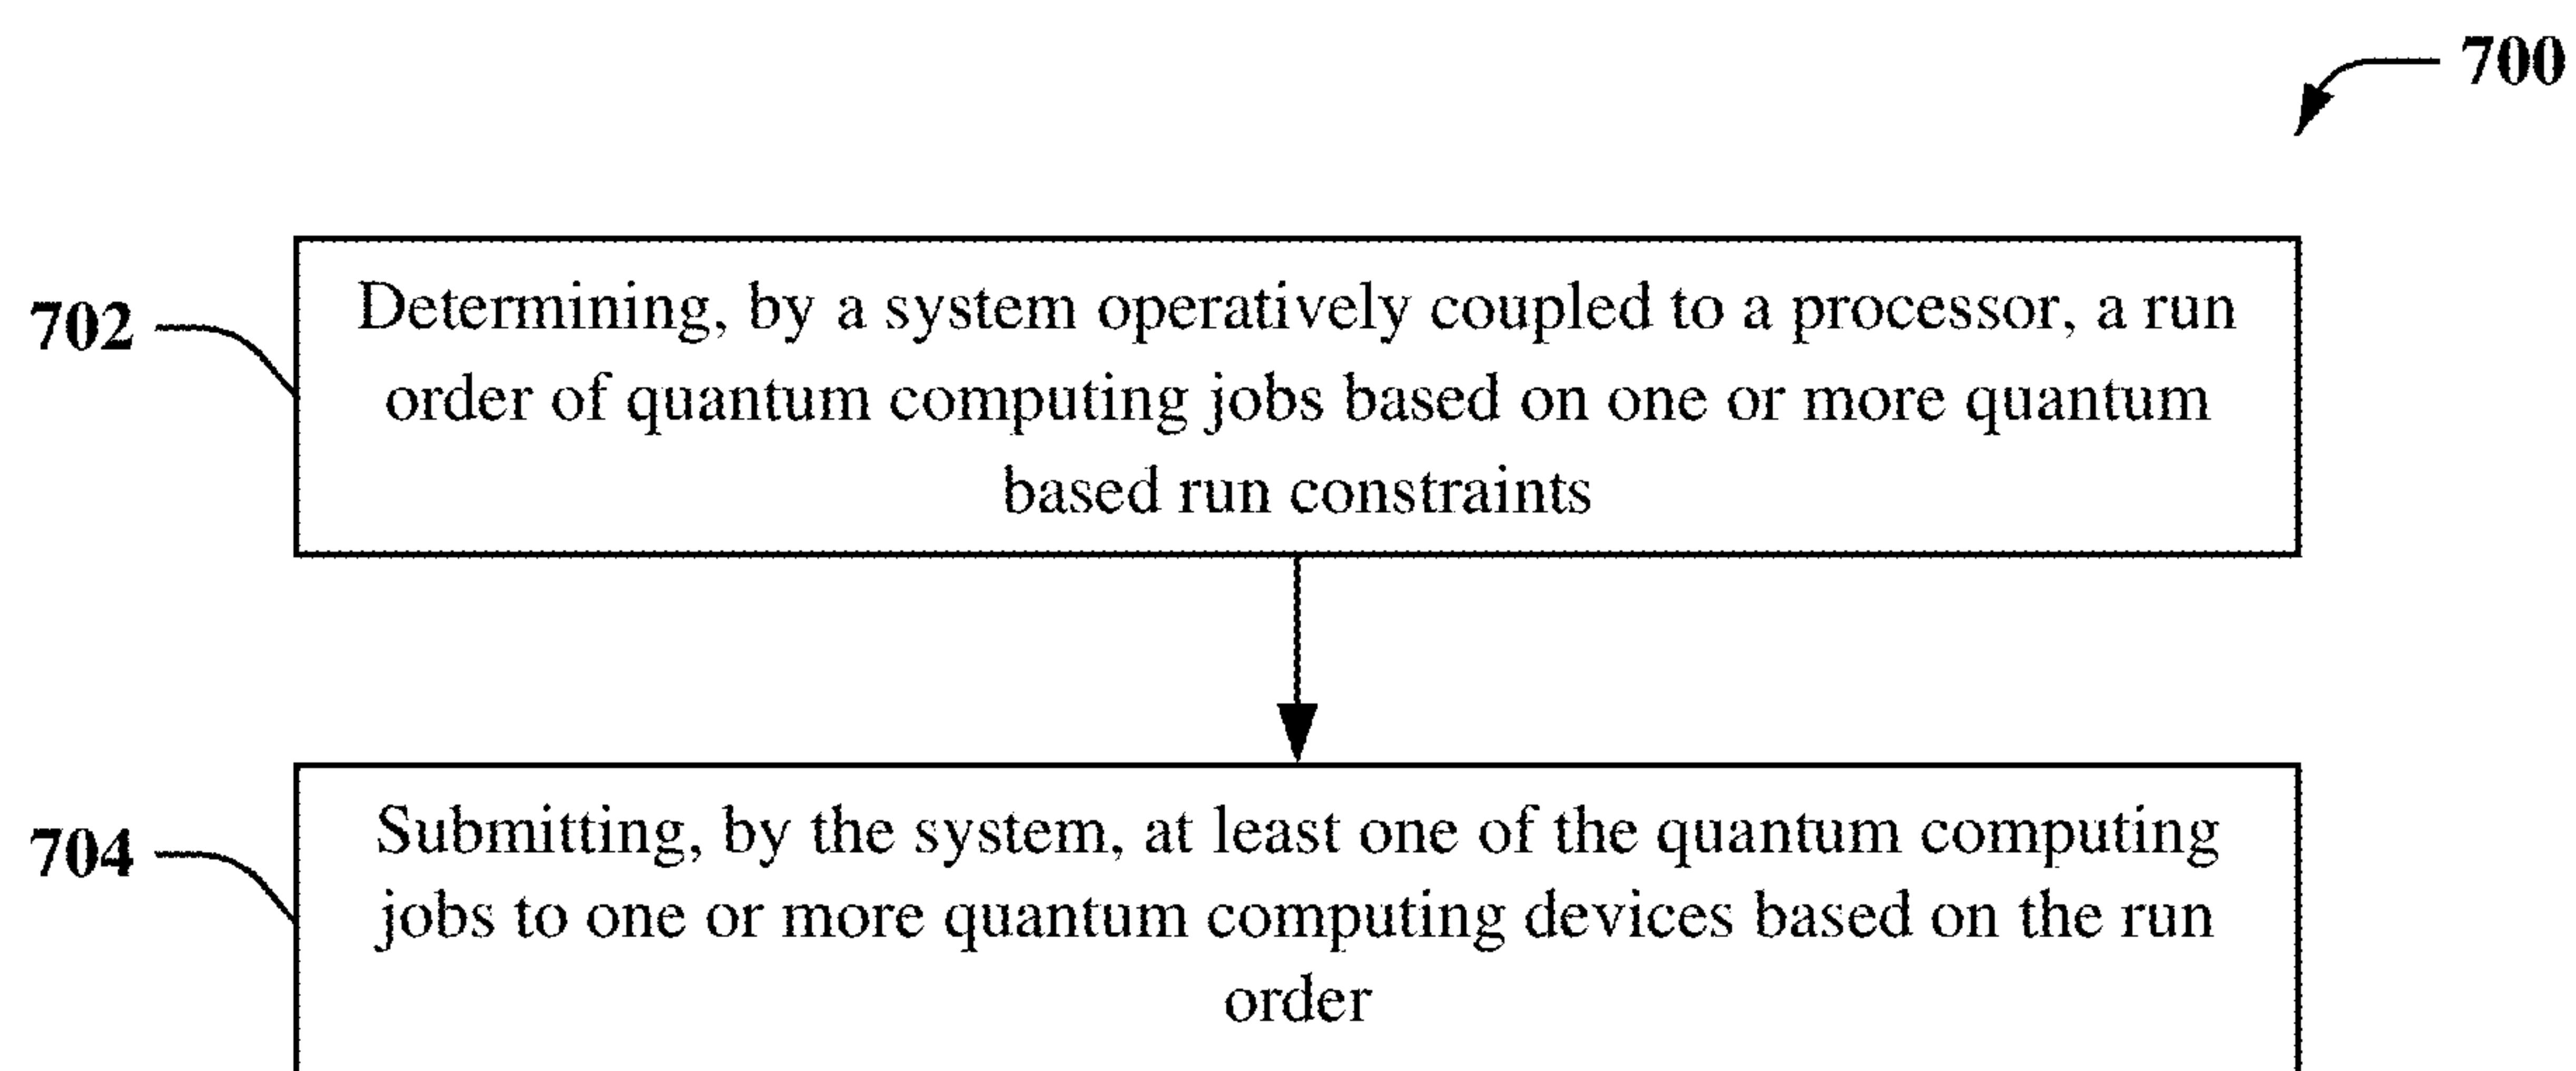 700
702
Determining, by a system operatively coupled to a processor, a run
order of quantum computing jobs based on one or more quantum
based run constraints
704
Submitting, by the system, at least one of the quantum computing
jobs to one or more quantum computing devices based on the run
order